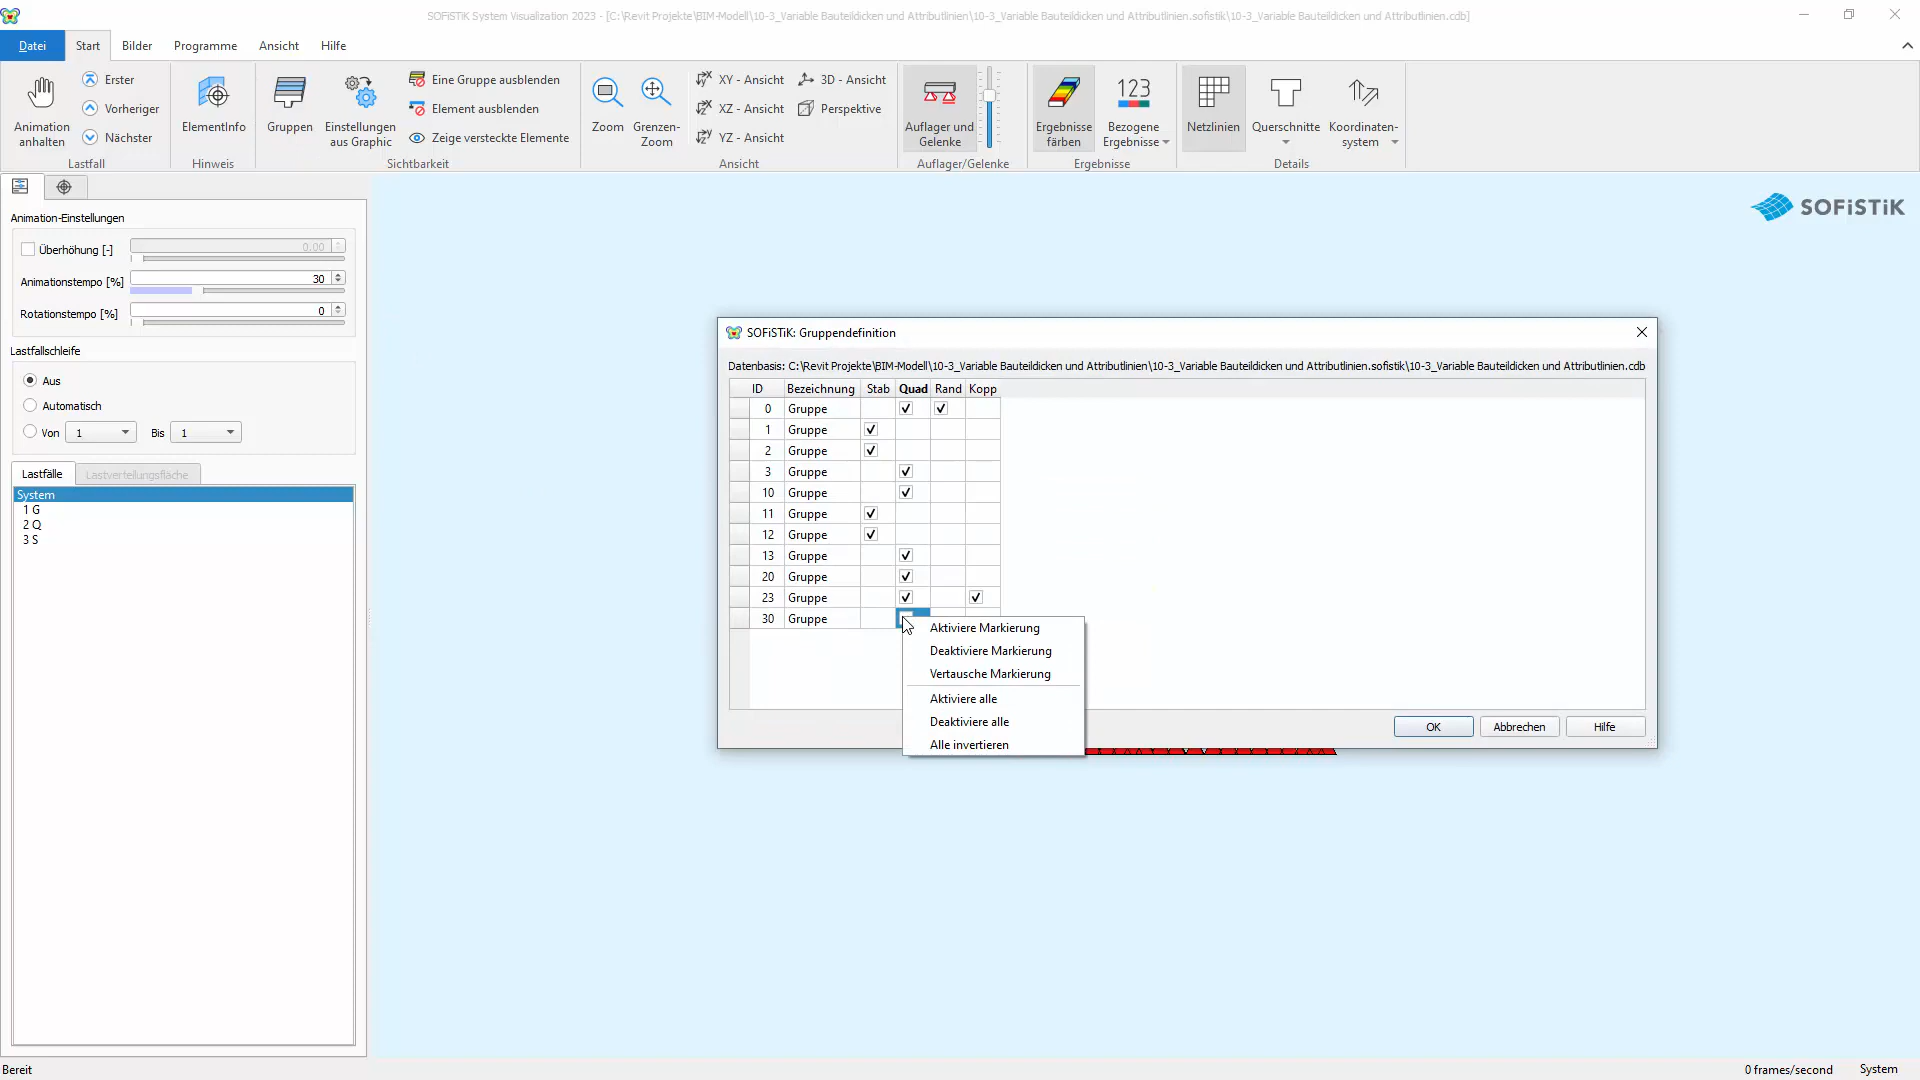 SOFiSTiK System Visualization 2023 - [C:\Revit Projekte\BIM-Modell\10-3_Variable Bauteildicken und Attributlinien\10-3_Variable Bauteildicken und Attributlinien.sofistik\10-3_Variable Bauteildicken und Attributlinien.cdb]
Datei Start Bilder Programme Ansicht Hilfe
Animation anhalten
Erster
Vorheriger
Nächster
Lastfall
ElementInfo
Hinweis
Gruppen
Einstellungen aus Graphic
Eine Gruppe ausblenden
Element ausblenden
Zeige versteckte Elemente
Sichtbarkeit
Zoom
Grenzen-Zoom
XY - Ansicht
XZ - Ansicht
YZ - Ansicht
3D - Ansicht
Perspektive
Ansicht
Auflager und Gelenke
Auflager/Gelenke
Ergebnisse färben
123
Bezogene Ergebnisse
Ergebnisse
Netzlinien
Querschnitte
Koordinaten-system
Details
SOFiSTiK
Animation-Einstellungen
Überhöhung [-] 0,00
Animationstempo [%] 30
Rotationstempo [%] 0
Lastfallschleife
Aus
Automatisch
Von 1 Bis 1
Lastfälle Lastverteilungsfläche
System
1 G
2 Q
3 S
SOFiSTiK: Gruppendefinition
Datenbasis: C:\Revit Projekte\BIM-Modell\10-3_Variable Bauteildicken und Attributlinien\10-3_Variable Bauteildicken und Attributlinien.sofistik\10-3_Variable Bauteildicken und Attributlinien.cdb
ID Bezeichnung Stab Quad Rand Kopp
0 Gruppe
1 Gruppe
2 Gruppe
3 Gruppe
10 Gruppe
11 Gruppe
12 Gruppe
13 Gruppe
20 Gruppe
23 Gruppe
30 Gruppe
Aktiviere Markierung
Deaktiviere Markierung
Vertausche Markierung
Aktiviere alle
Deaktiviere alle
Alle invertieren
OK Abbrechen Hilfe
Bereit 0 frames/second System